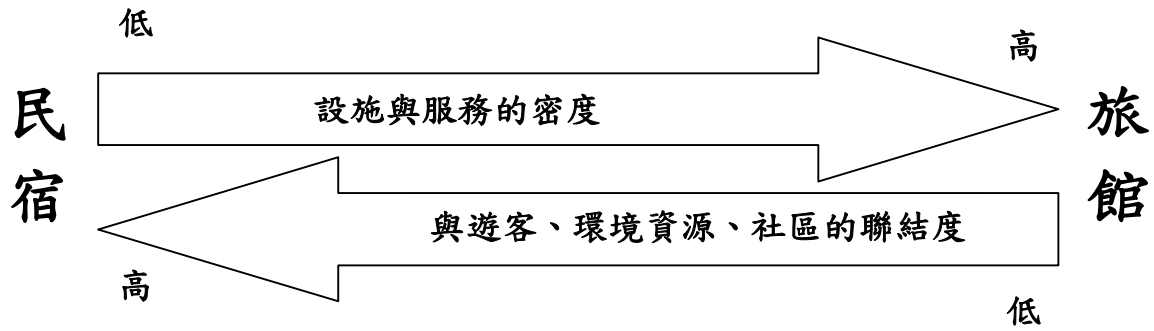 低
高
民宿
設施與服務的密度
旅館
與遊客、環境資源、社區的聯結度
高
低